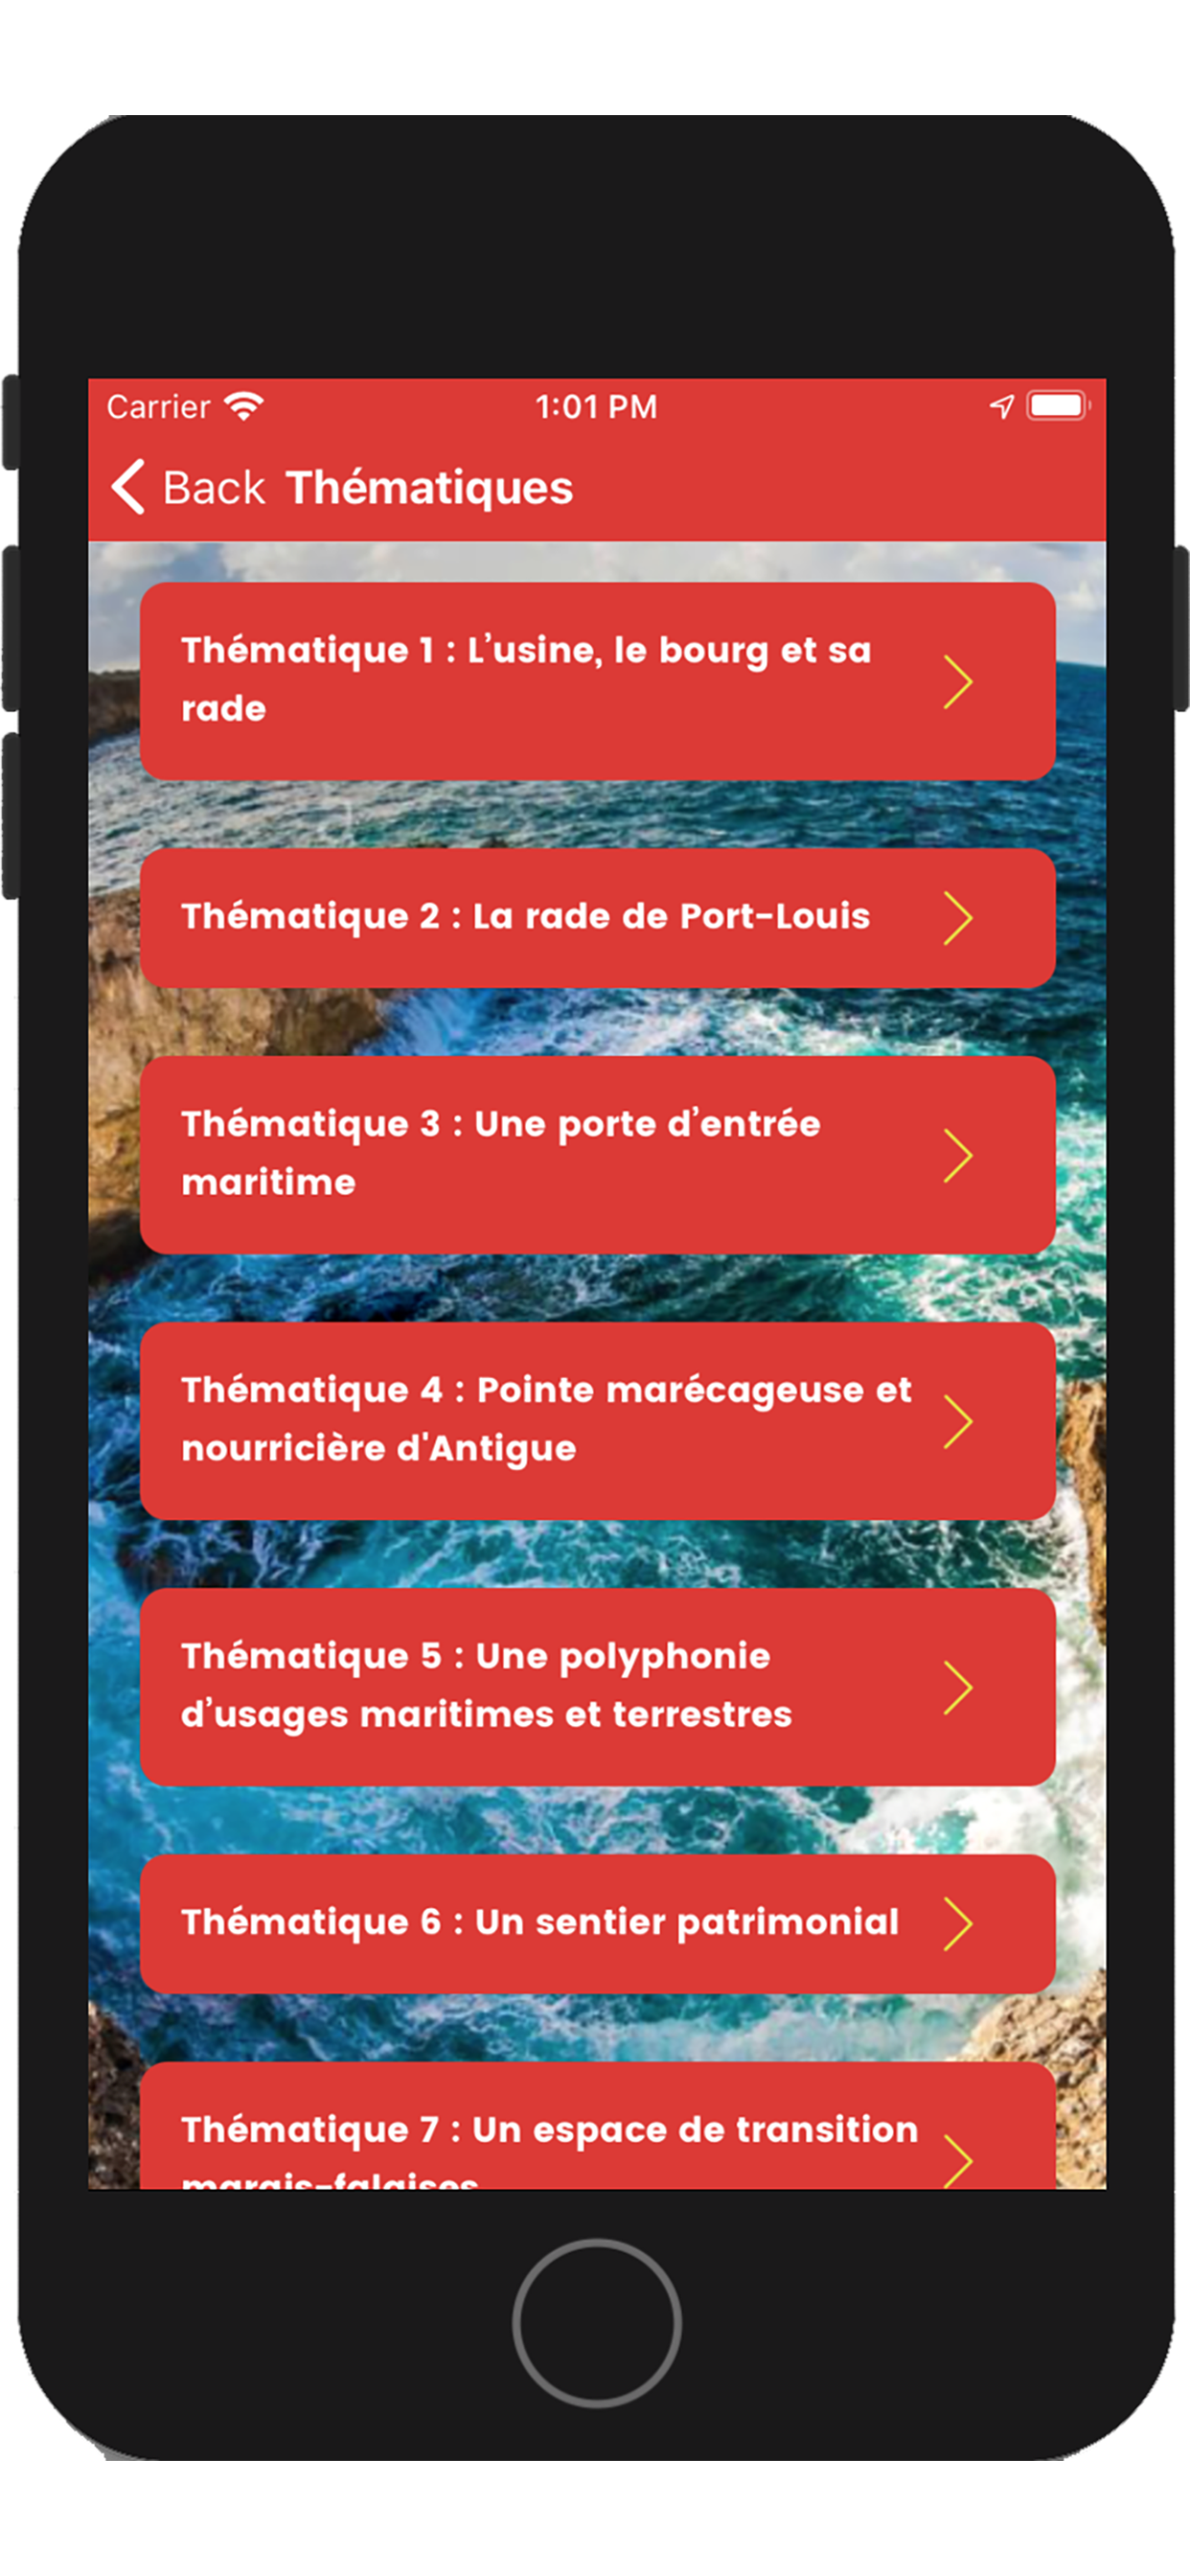 Carrier 1:01 PM
Back Thématiques
Thématique 1 : L’usine, le bourg et sa
rade
Thématique 2 : La rade de Port-Louis
Thématique 3 : Une porte d’entrée
maritime
Thématique 4 : Pointe marécageuse et
nourricière d'Antigue
Thématique 5 : Une polyphonie
d’usages maritimes et terrestres
Thématique 6 : Un sentier patrimonial
Thématique 7 : Un espace de transition
marais-falaises